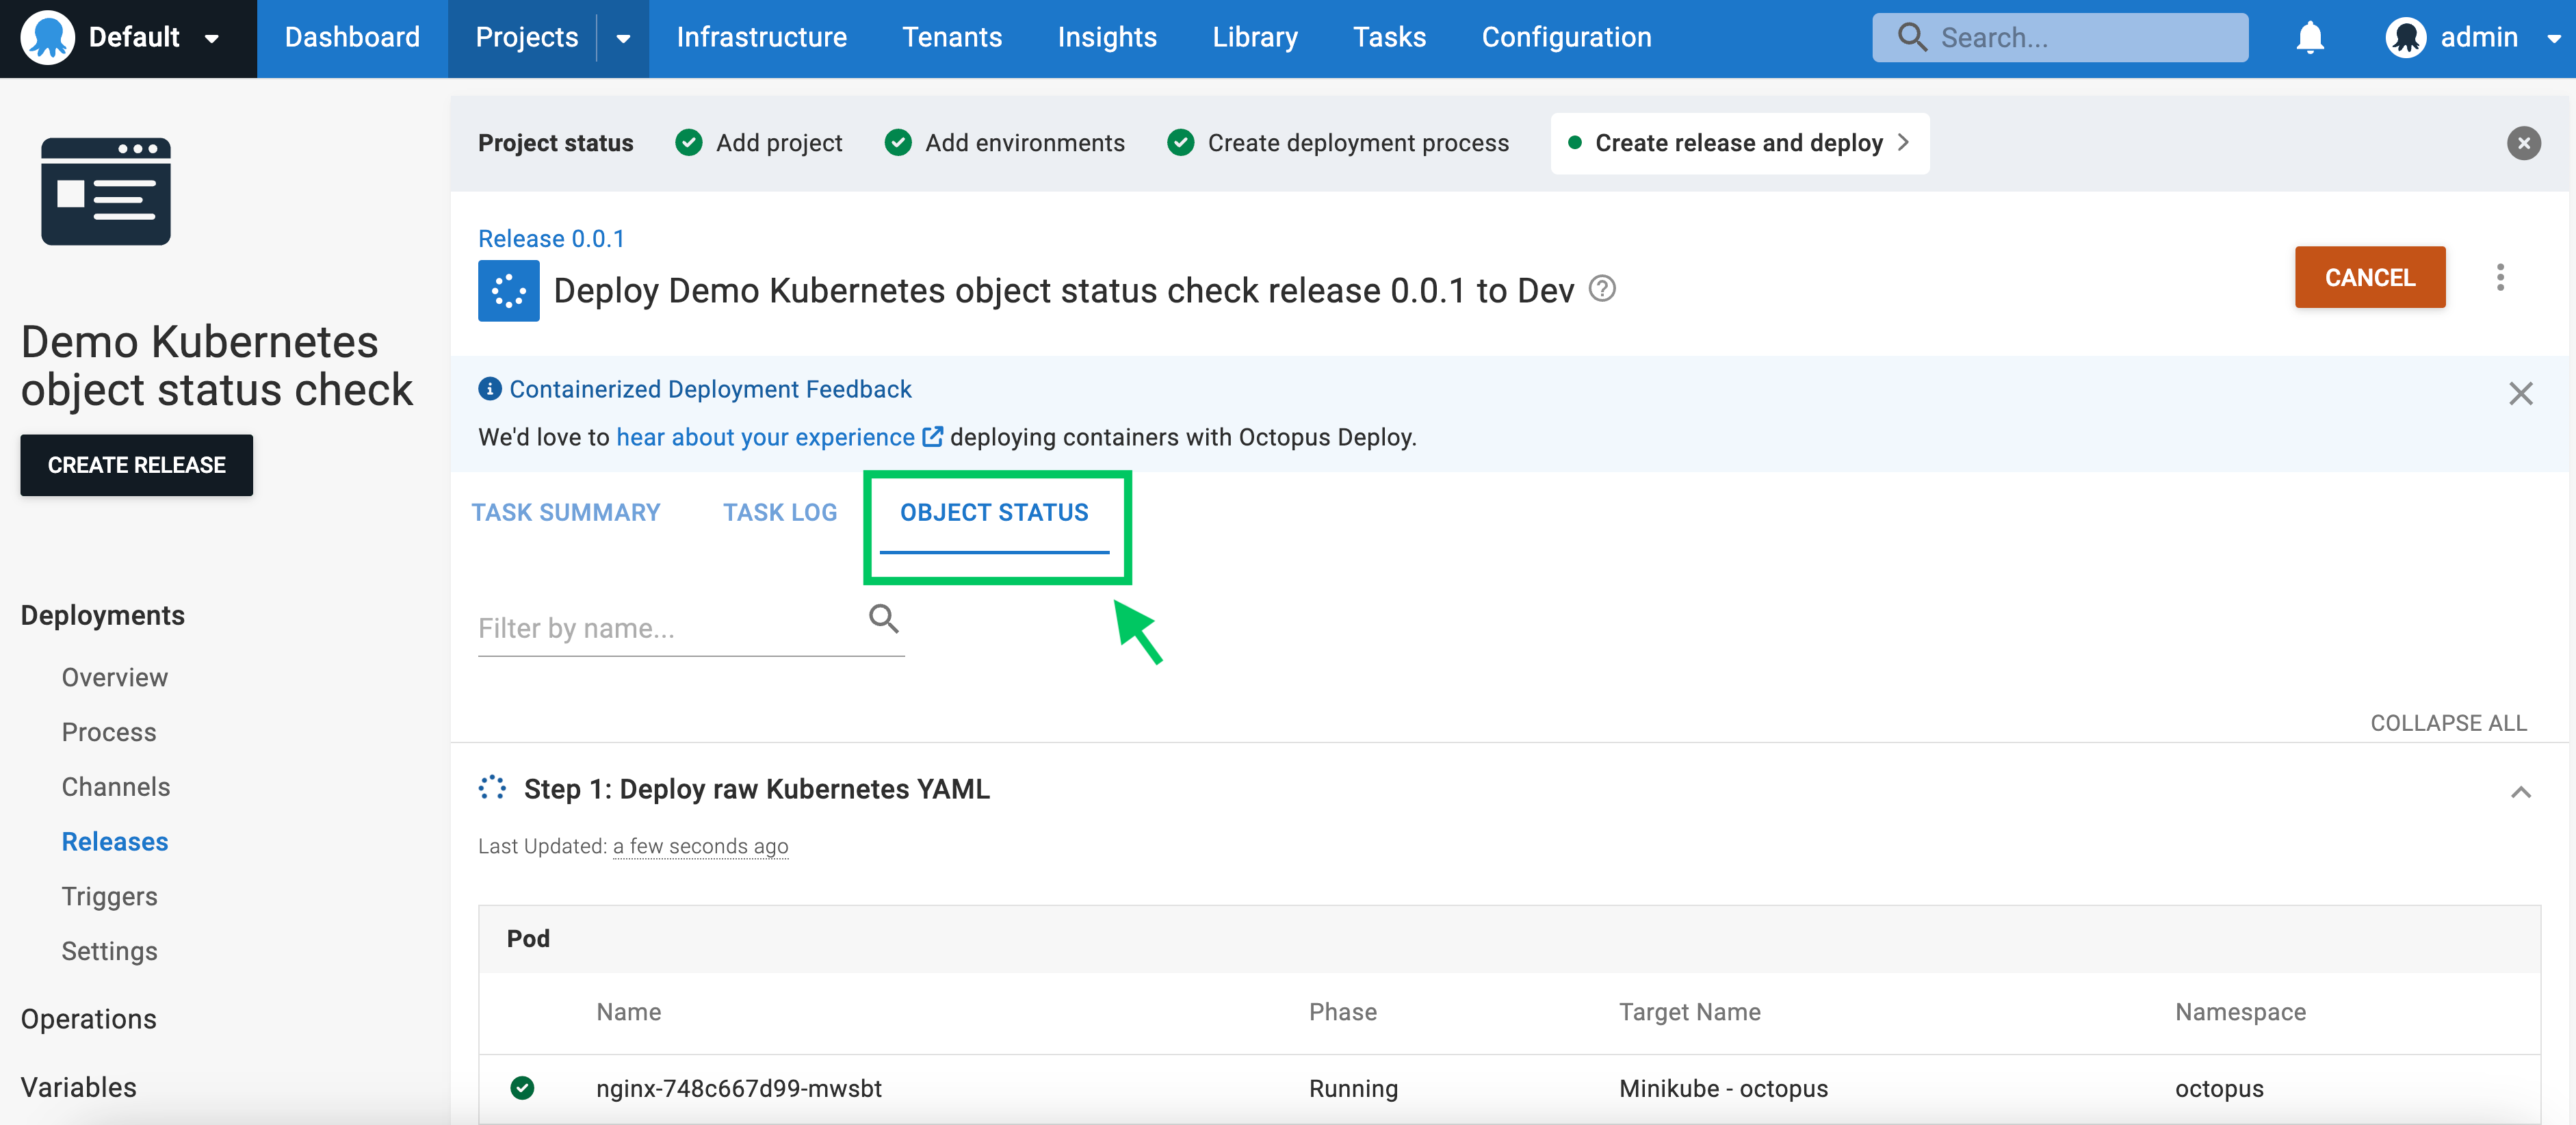 Default
Dashboard
Projects
Infrastructure
Tenants
Insights
Library
Tasks
Configuration
Search...
admin
Demo Kubernetes
object status check
CREATE RELEASE
Deployments
Overview
Process
Channels
Releases
Triggers
Settings
Operations
Variables
Project status
Add project
Add environments
Create deployment process
Create release and deploy
Release 0.0.1
Deploy Demo Kubernetes object status check release 0.0.1 to Dev
CANCEL
Containerized Deployment Feedback
We'd love to hear about your experience deploying containers with Octopus Deploy.
TASK SUMMARY
TASK LOG
OBJECT STATUS
Filter by name...
COLLAPSE ALL
Step 1: Deploy raw Kubernetes YAML
Last Updated: a few seconds ago
Pod
Name Phase Target Name Namespace
nginx-748c667d99-mwsbt Running Minikube - octopus octopus